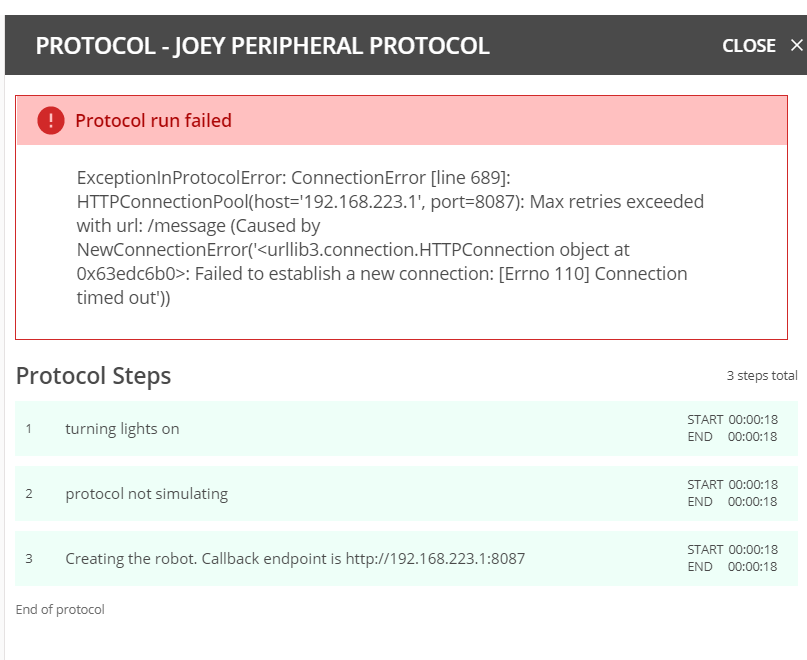 PROTOCOL - JOEY PERIPHERAL PROTOCOL
CLOSE ×
Protocol run failed
ExceptionInProtocolError: ConnectionError [line 689]:
HTTPConnectionPool(host='192.168.223.1', port=8087): Max retries exceeded
with url: /message (Caused by
NewConnectionError('<urllib3.connection.HTTPConnection object at
0x63edc6b0>: Failed to establish a new connection: [Errno 110] Connection
timed out'))
Protocol Steps
3 steps total
1 turning lights on
START 00:00:18
END 00:00:18
2 protocol not simulating
START 00:00:18
END 00:00:18
3 Creating the robot. Callback endpoint is http://192.168.223.1:8087
START 00:00:18
END 00:00:18
End of protocol